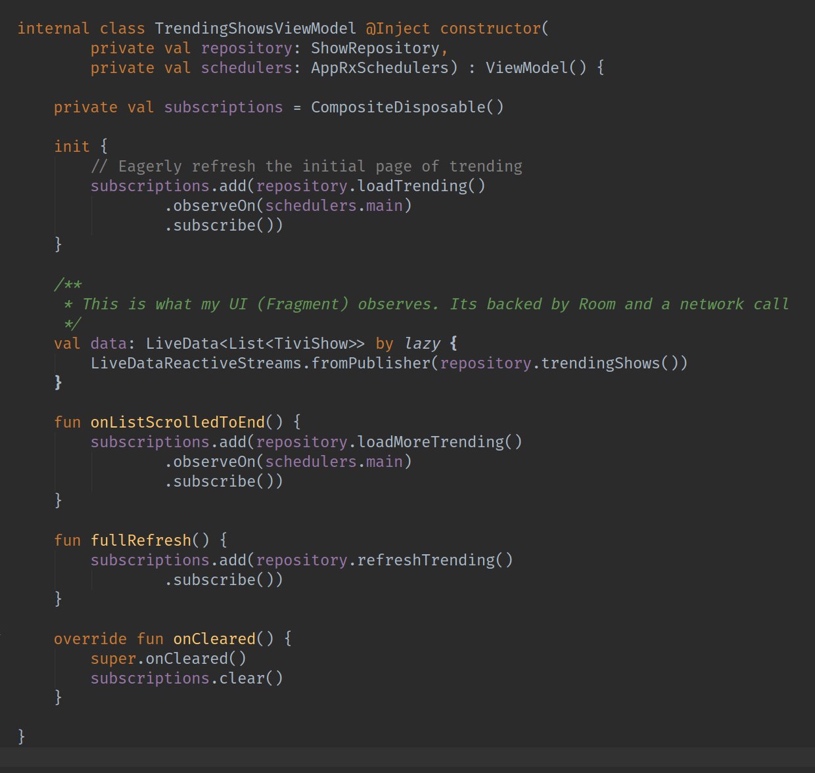 internal class TrendingShowsViewModel @Inject constructor(
        private val repository: ShowRepository,
        private val schedulers: AppRxSchedulers) : ViewModel() {

    private val subscriptions = CompositeDisposable()

    init {
        // Eagerly refresh the initial page of trending
        subscriptions.add(repository.loadTrending()
                .observeOn(schedulers.main)
                .subscribe())
    }

    /**
     * This is what my UI (Fragment) observes. Its backed by Room and a network call
     */
    val data: LiveData<List<TiviShow>> by lazy {
        LiveDataReactiveStreams.fromPublisher(repository.trendingShows())
    }

    fun onListScrolledToEnd() {
        subscriptions.add(repository.loadMoreTrending()
                .observeOn(schedulers.main)
                .subscribe())
    }

    fun fullRefresh() {
        subscriptions.add(repository.refreshTrending()
                .subscribe())
    }

    override fun onCleared() {
        super.onCleared()
        subscriptions.clear()
    }

}